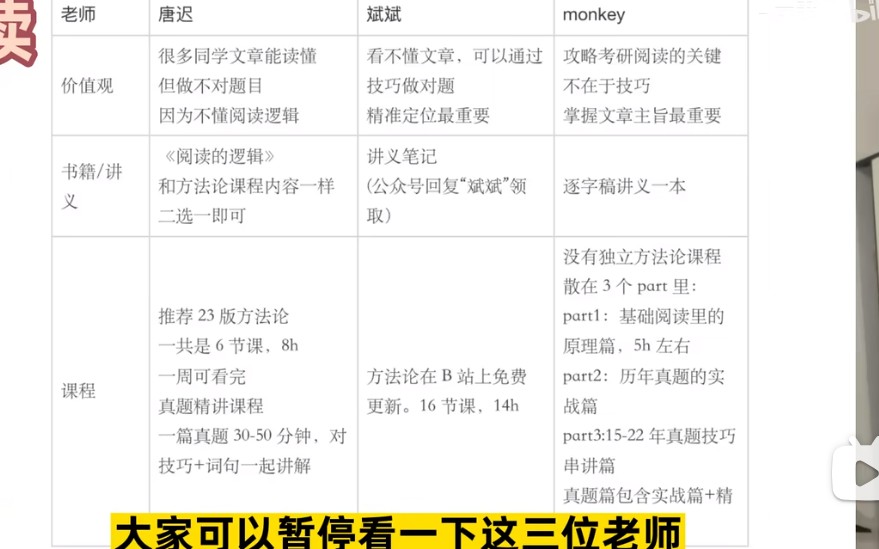 读
老师 唐迟 斌斌 monkey
价值观
很多同学文章能读懂
但做不对题目
因为不懂阅读逻辑
看不懂文章，可以通过
技巧做对题
精准定位最重要
攻略考研阅读的关键
不在于技巧
掌握文章主旨最重要
书籍/讲
义
《阅读的逻辑》
和方法论课程内容一样
二选一即可
讲义笔记
(公众号回复“斌斌”领
取）
逐字稿讲义一本
课程
推荐 23 版方法论
一共是 6 节课，8h
一周可看完
真题精讲课程
一篇真题 30-50 分钟，对
技巧+词句一起讲解
方法论在 B 站上免费
更新。16 节课，14h
没有独立方法论课程
散在 3 个 part 里：
part1：基础阅读里的
原理篇，5h 左右
part2：历年真题的实
战篇
part3:15-22 年真题技巧
串讲篇
真题篇包含实战篇+精
大家可以暂停看一下这三位老师